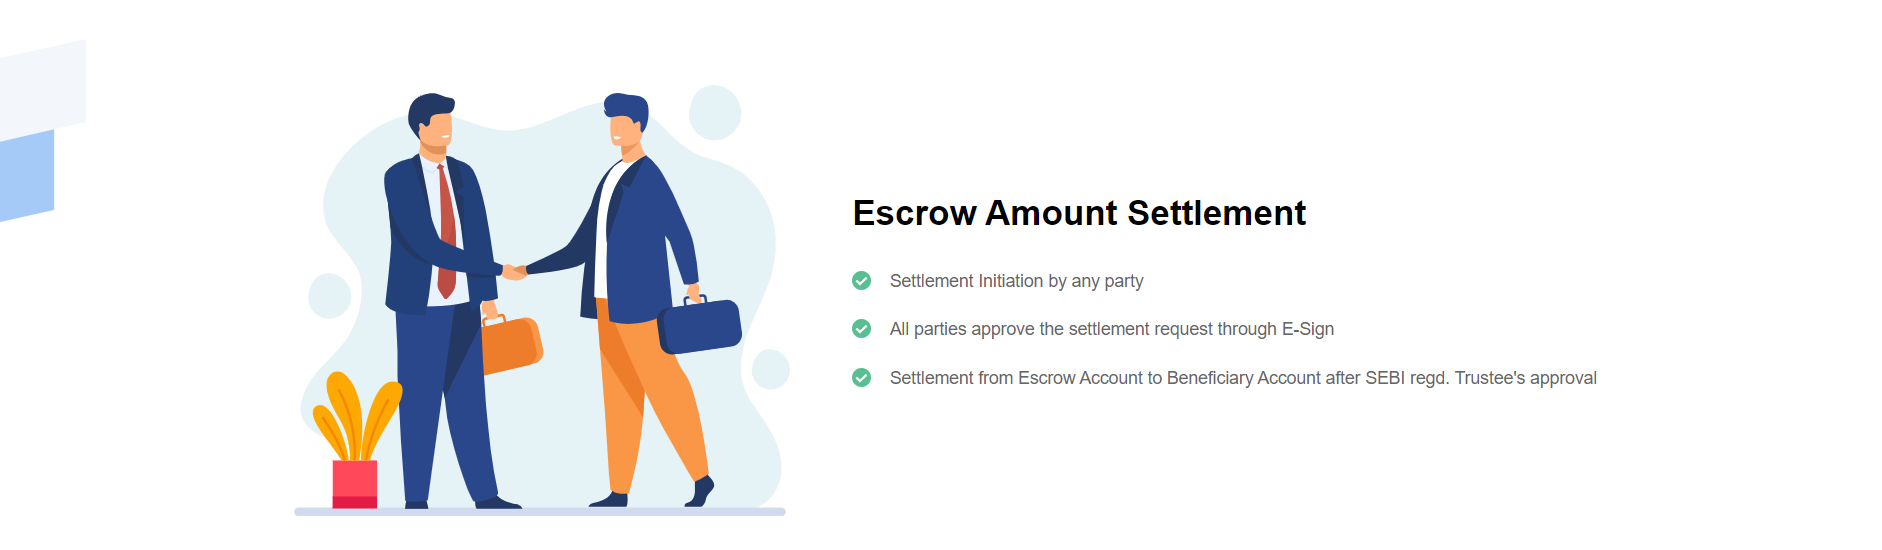 Escrow Amount Settlement
Settlement Initiation by any party
All parties approve the settlement request through E-Sign
Settlement from Escrow Account to Beneficiary Account after SEBI regd. Trustee's approval